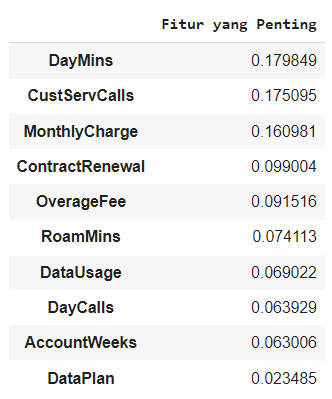 Fitur yang Penting
DayMins 0.179849
CustServCalls 0.175095
MonthlyCharge 0.160981
ContractRenewal 0.099004
OverageFee 0.091516
RoamMins 0.074113
DataUsage 0.069022
DayCalls 0.063929
AccountWeeks 0.063006
DataPlan 0.023485